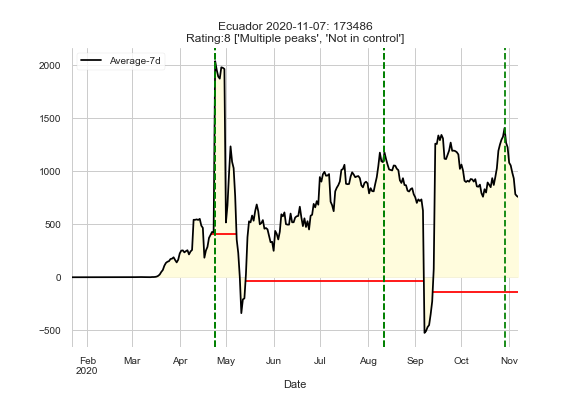 Ecuador 2020-11-07: 173486
Rating:8 ['Multiple peaks', 'Not in control']
Average-7d
2000
1500
1000
500
0
−500
Feb Mar Apr May Jun Jul Aug Sep Oct Nov
2020
Date